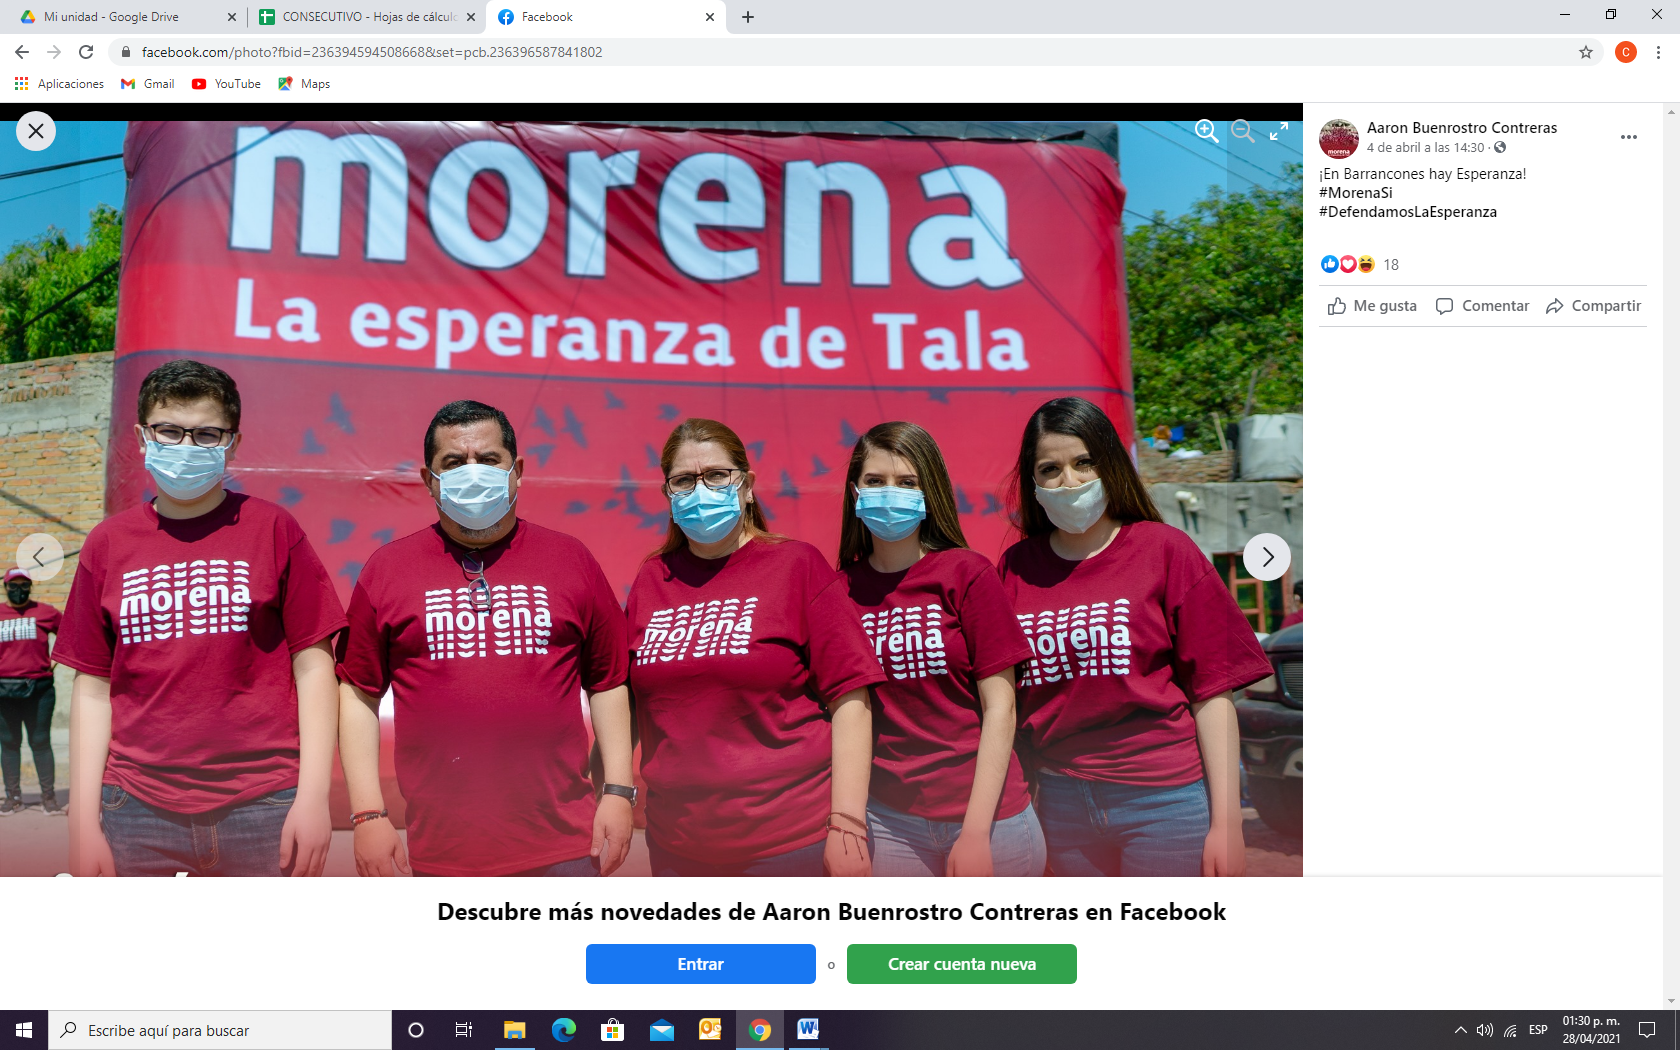 Mi unidad - Google Drive
CONSECUTIVO - Hojas de cálculo
Facebook
facebook.com/photo?fbid=236394594508668&set=pcb.236396587841802
C
Aplicaciones
Gmail
YouTube
Maps
morena
La esperanza de Tala
morena
morena
morena
morena
morena
morena
Aaron Buenrostro Contreras
4 de abril a las 14:30 ·
¡En Barrancones hay Esperanza!
#MorenaSi
#DefendamosLaEsperanza
18
Me gusta
Comentar
Compartir
Descubre más novedades de Aaron Buenrostro Contreras en Facebook
Entrar
o
Crear cuenta nueva
Escribe aquí para buscar
ESP
01:30 p. m.
28/04/2021